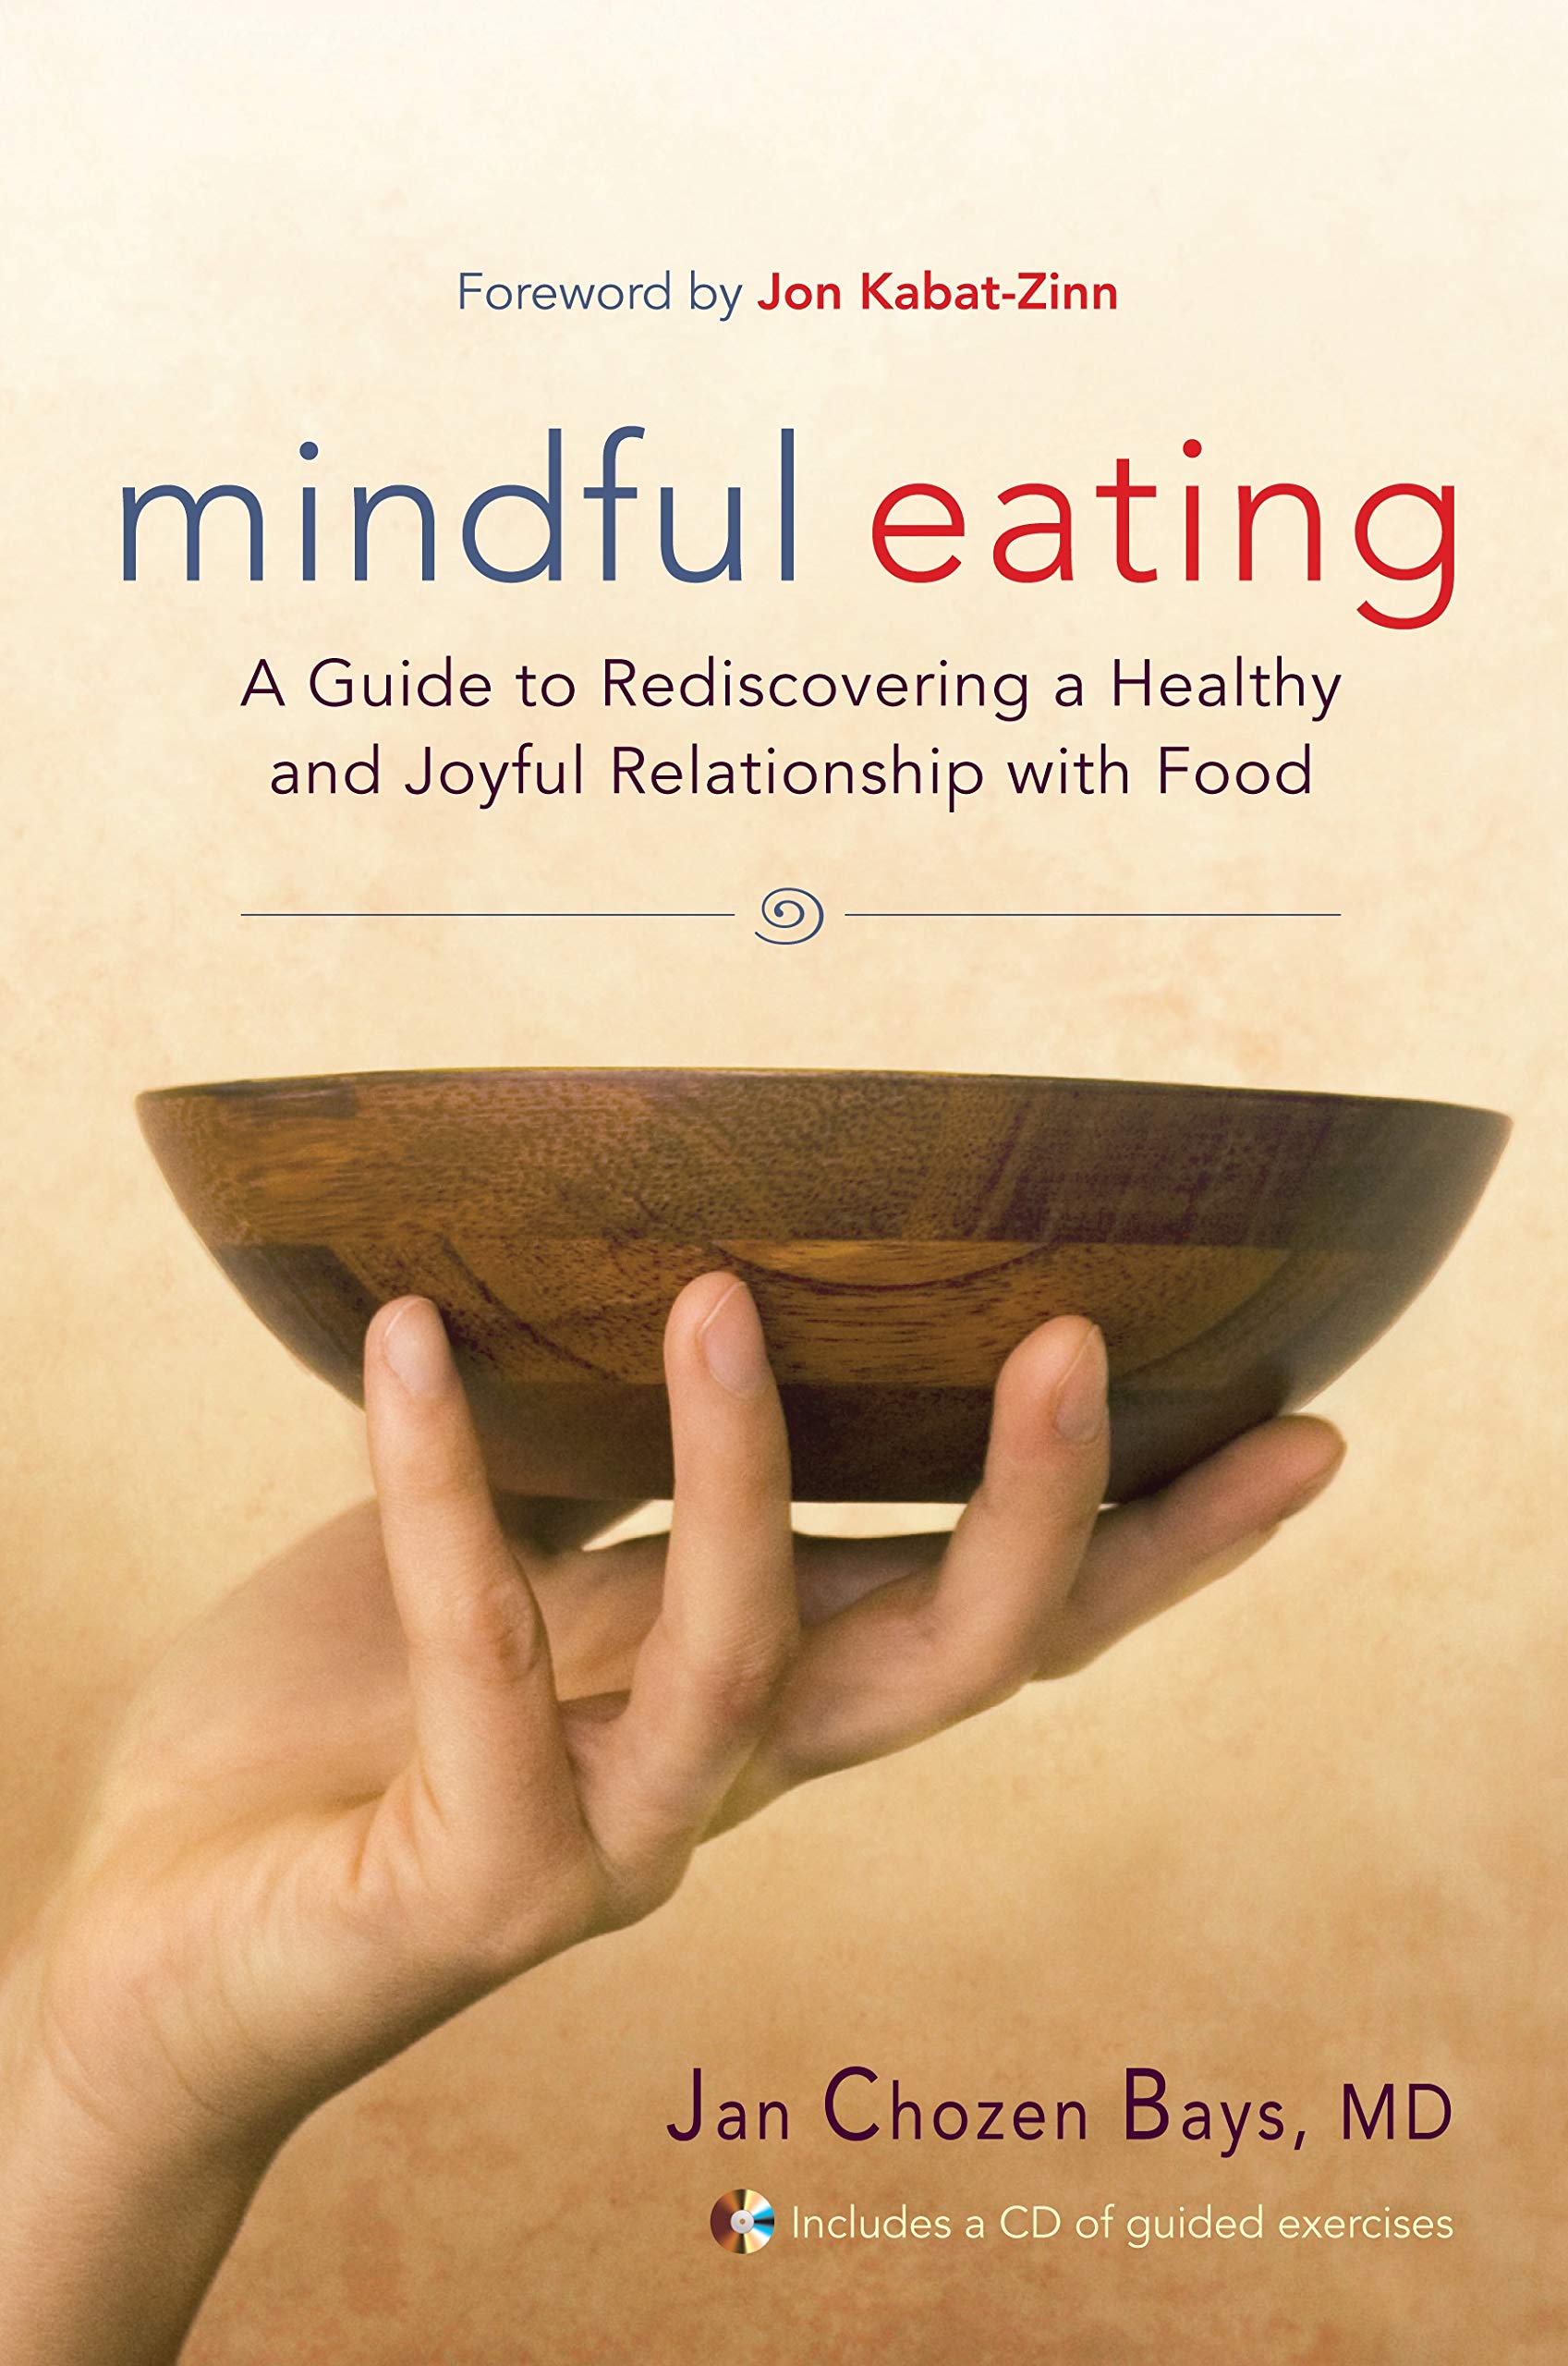 Foreword by Jon Kabat-Zinn
mindful eating
A Guide to Rediscovering a Healthy
and Joyful Relationship with Food
Jan Chozen Bays, MD
Includes a CD of guided exercises